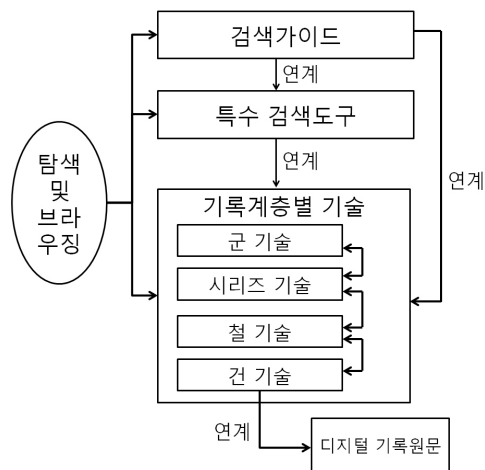 검색가이드
연계
특수 검색도구
연계
탐색
및
브라
우징
연계
기록계층별 기술
군 기술
시리즈 기술
철 기술
건 기술
연계
디지털 기록원문